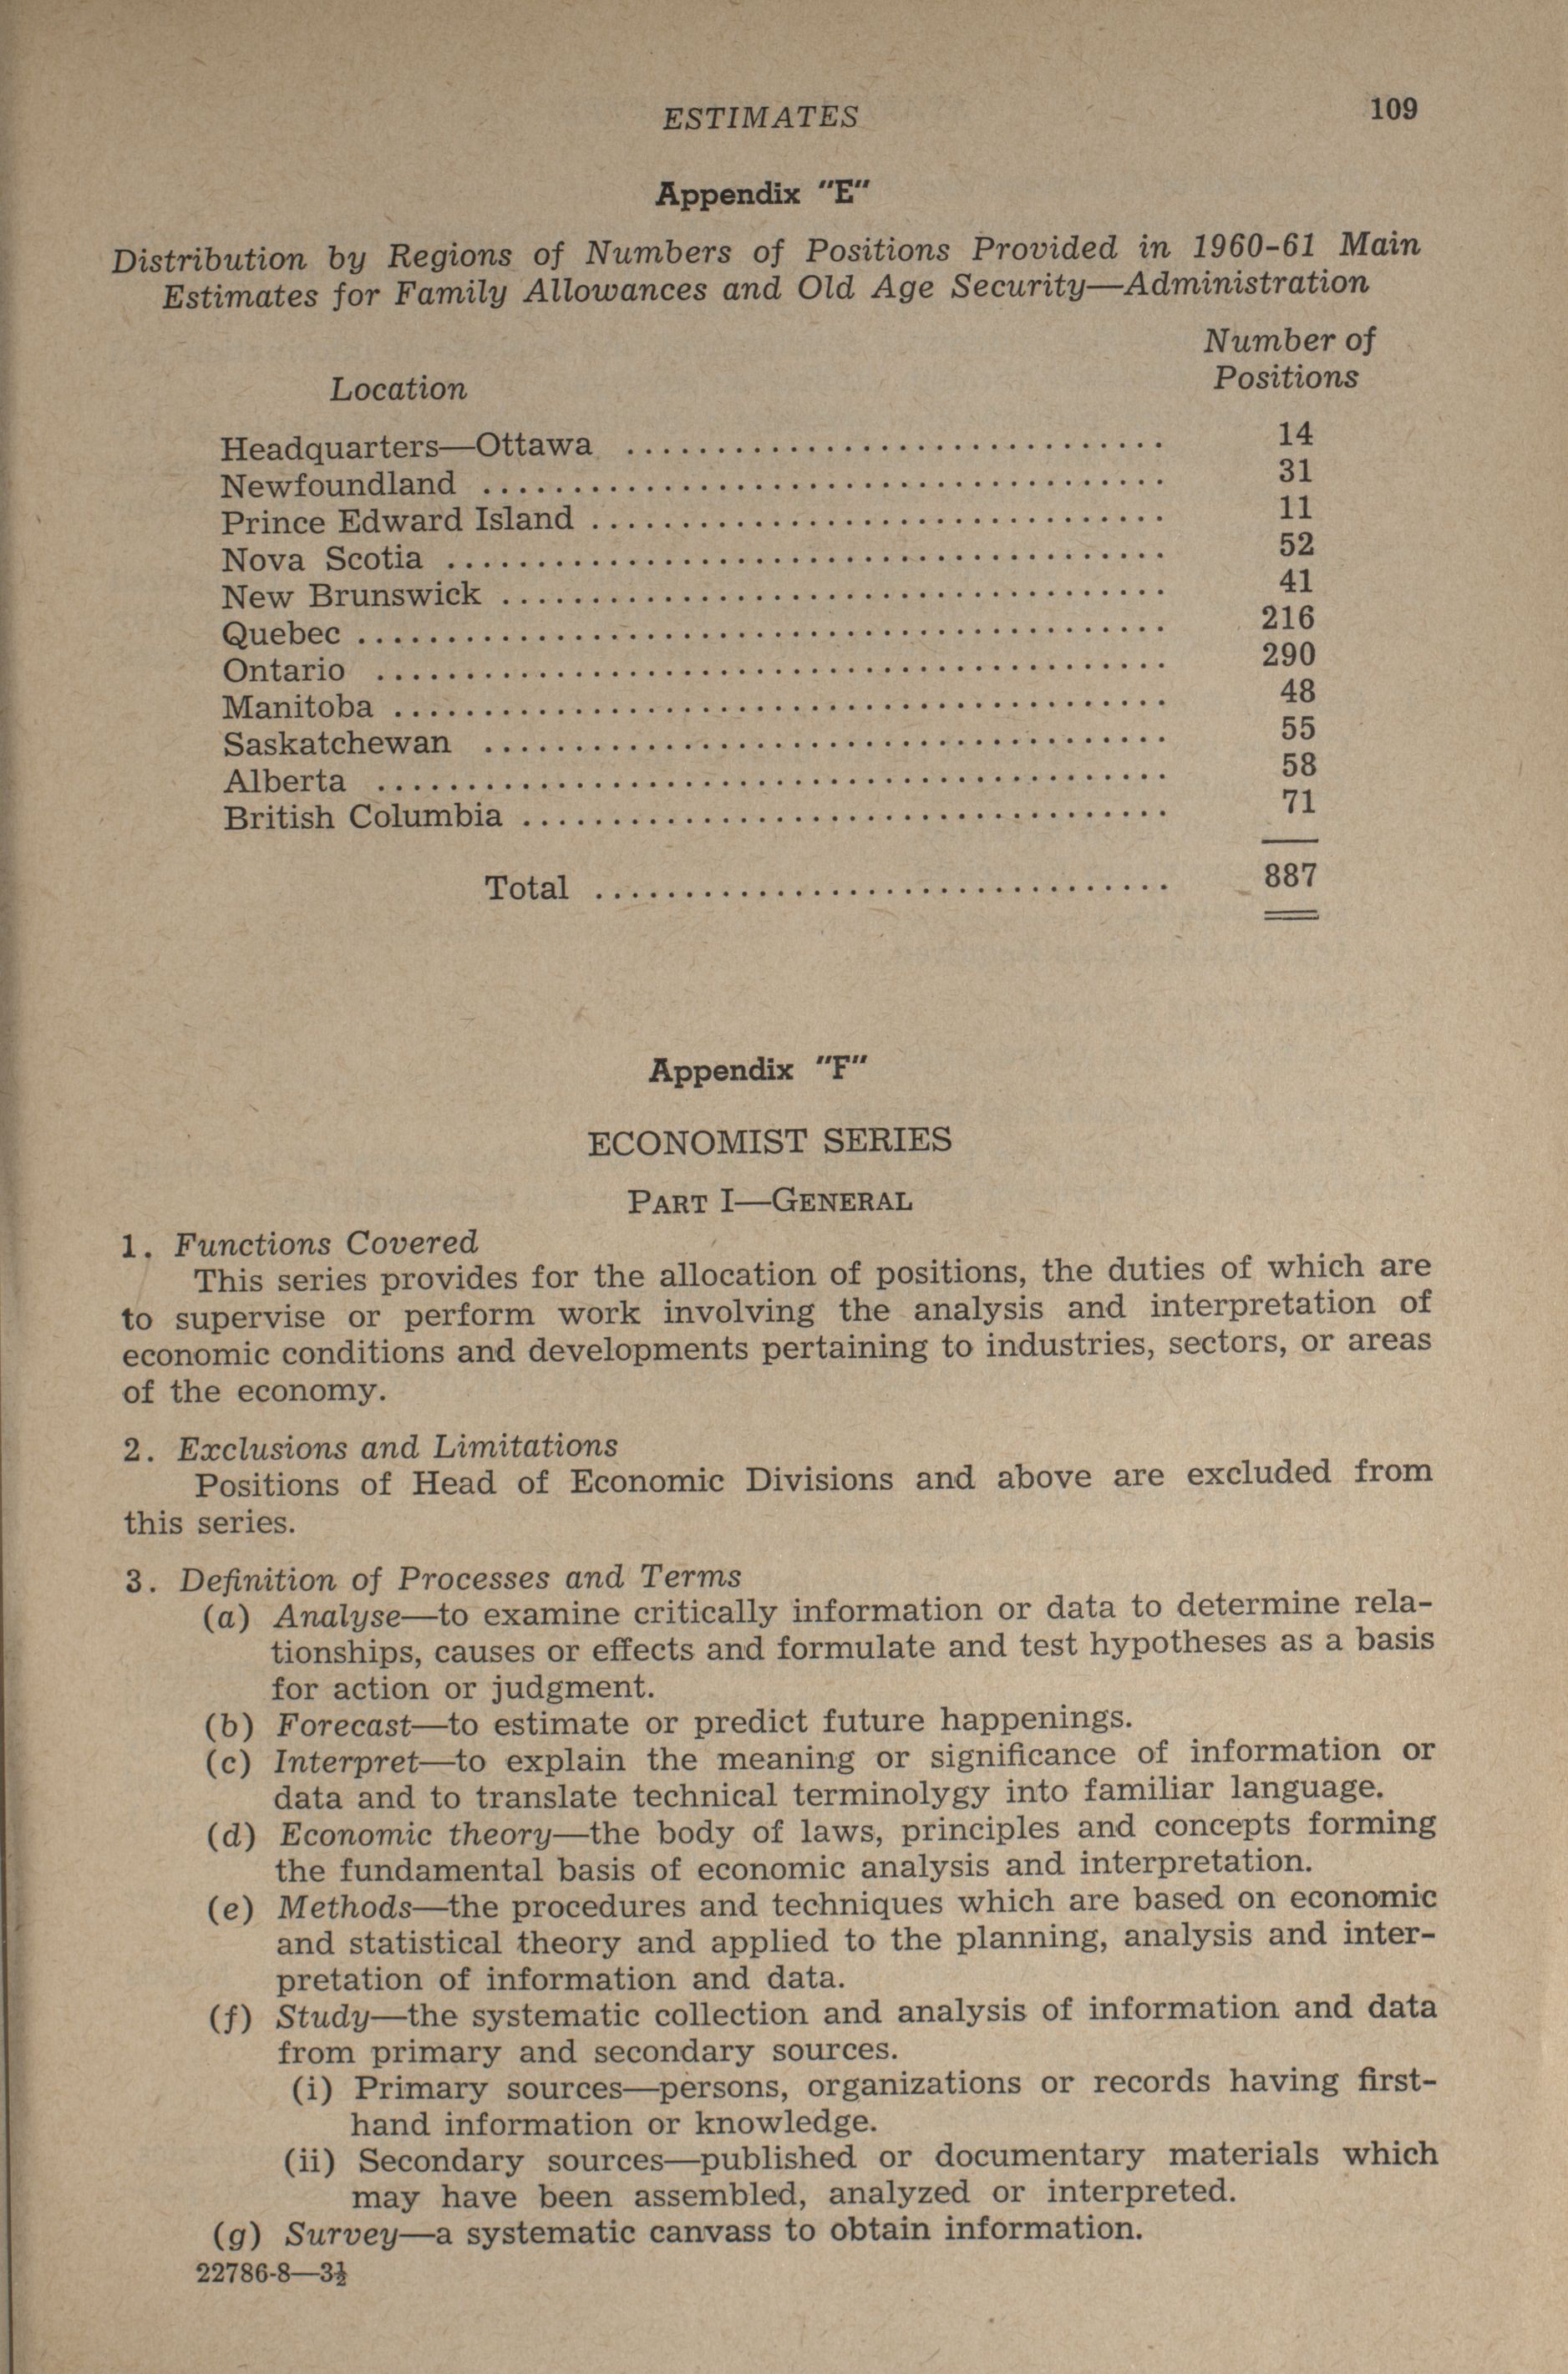 ESTIMATES 109
Appendix "E"
Distribution by Regions of Numbers of Positions Provided in 1960-61 Main
Estimates for Family Allowances and Old Age Security—Administration
Number of
Location Positions
Headquarters—Ottawa .............................. 14
Newfoundland ...................................... 31
Prince Edward Island ................................ 11
Nova Scotia ........................................ 52
New Brunswick ..................................... 41
Quebec ............................................. 216
Ontario ............................................ 290
Manitoba ........................................... 48
Saskatchewan ...................................... 55
Alberta ............................................ 58
British Columbia .................................... 71
Total ................................ 887
Appendix "F"
ECONOMIST SERIES
PART I—GENERAL
1. Functions Covered
This series provides for the allocation of positions, the duties of which are
to supervise or perform work involving the analysis and interpretation of
economic conditions and developments pertaining to industries, sectors, or areas
of the economy.
2. Exclusions and Limitations
Positions of Head of Economic Divisions and above are excluded from
this series.
3. Definition of Processes and Terms
(a) Analyse—to examine critically information or data to determine rela-
tionships, causes or effects and formulate and test hypotheses as a basis
for action or judgment.
(b) Forecast—to estimate or predict future happenings.
(c) Interpret—to explain the meaning or significance of information or
data and to translate technical terminolygy into familiar language.
(d) Economic theory—the body of laws, principles and concepts forming
the fundamental basis of economic analysis and interpretation.
(e) Methods—the procedures and techniques which are based on economic
and statistical theory and applied to the planning, analysis and inter-
pretation of information and data.
(f) Study—the systematic collection and analysis of information and data
from primary and secondary sources.
(i) Primary sources—persons, organizations or records having first-
hand information or knowledge.
(ii) Secondary sources—published or documentary materials which
may have been assembled, analyzed or interpreted.
(g) Survey—a systematic canvass to obtain information.
22786-8—3½